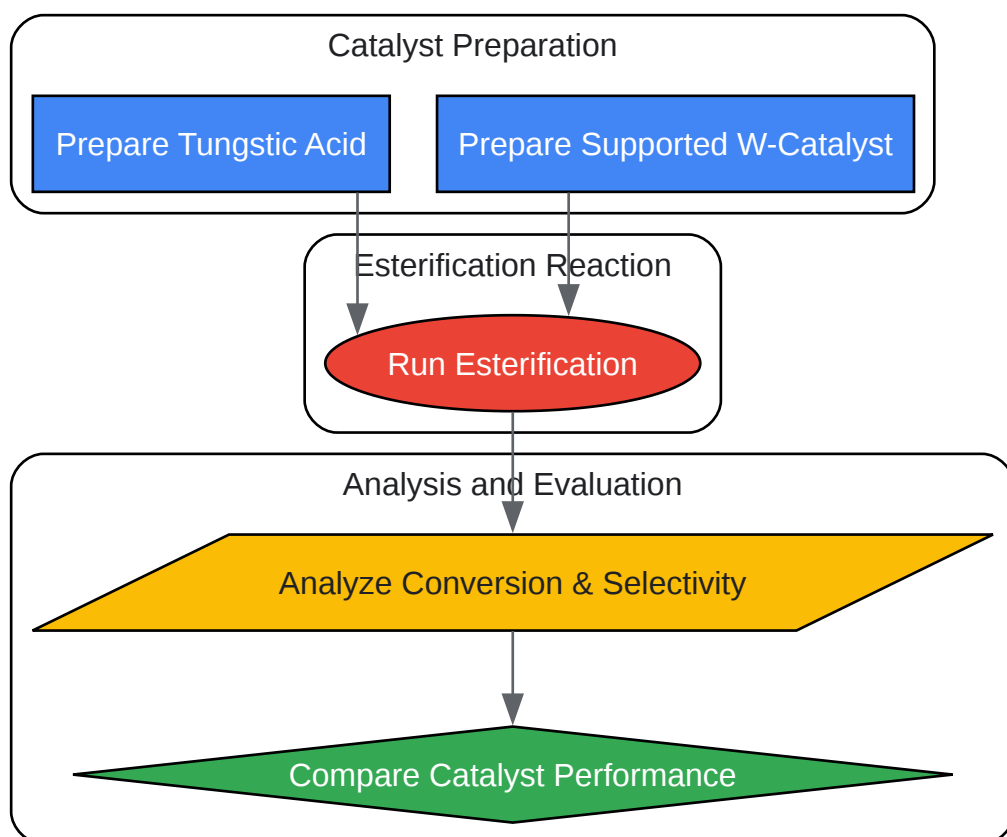 Catalyst Preparation
Prepare Tungstic Acid
Prepare Supported W-Catalyst
Esterification Reaction
Run Esterification
Analysis and Evaluation
Analyze Conversion & Selectivity
Compare Catalyst Performance